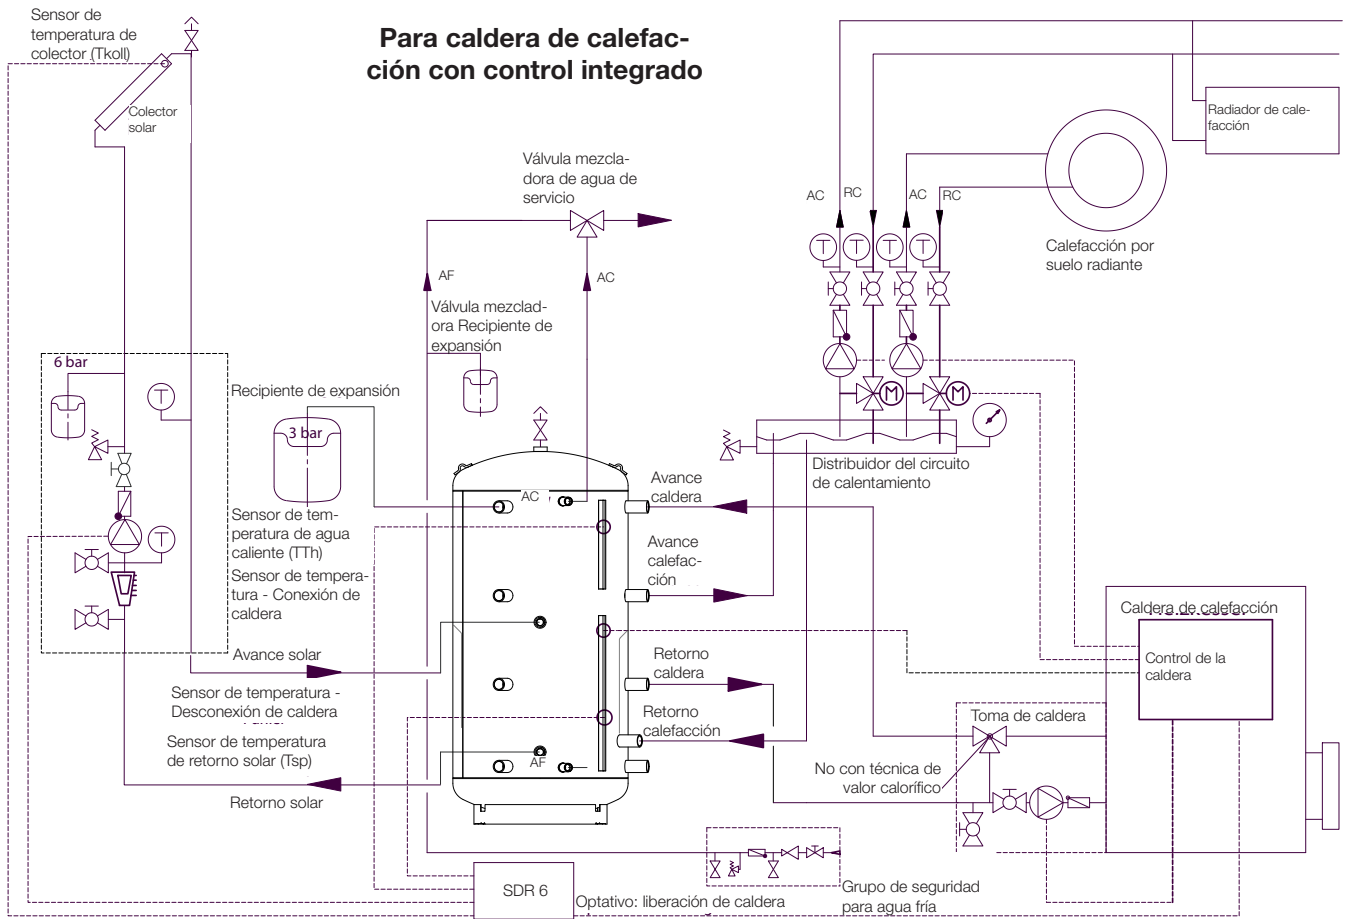 Sensor de
temperatura de
colector (Tkoll)
Para caldera de calefac-
ción con control integrado
Colector
solar
Radiador de cale-
facción
Válvula mezcla-
dora de agua de
servicio
AC
RC
AC
RC
Calefacción por
suelo radiante
T
T
T
T
AF
AC
Válvula mezclad-
ora Recipiente de
expansión
6 bar
T
Recipiente de expansión
3 bar
M
M
Distribuidor del circuito
de calentamiento
Avance
caldera
AC
Sensor de tem-
peratura de agua
caliente (TTh)
T
Avance
calefac-
ción
Sensor de tempera-
tura - Conexión de
caldera
Caldera de calefacción
Control de la
caldera
Avance solar
Retorno
caldera
Sensor de temperatura -
Desconexión de caldera
Retorno
calefacción
Toma de caldera
Sensor de temperatura
de retorno solar (Tsp)
AF
No con técnica de
valor calorífico
Retorno solar
SDR 6
Optativo: liberación de caldera
Grupo de seguridad
para agua fría